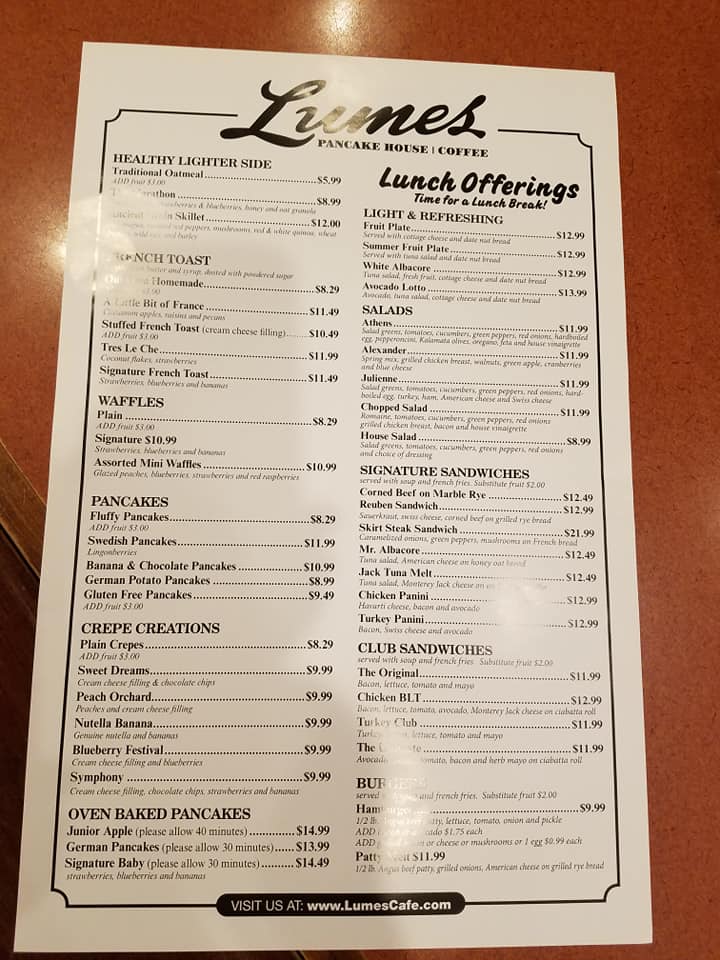 Lumes
PANCAKE HOUSE | COFFEE
HEALTHY LIGHTER SIDE
Traditional Oatmeal $5.99
ADD fruit $3.00
$8.99
& blueberries, honey and nut granola
Skillet $12.00
red peppers, mushrooms, red & white quinoa, wheat
and barley
FRENCH TOAST
butter and syrup, dusted with powdered sugar
Homemade $8.29
A Little Bit of France $11.49
Cinnamon apples, raisins and pecans
Stuffed French Toast (cream cheese filling) $10.49
ADD fruit $3.00
Tres Le Che $11.99
Coconut flakes, strawberries
Signature French Toast $11.49
Strawberries, blueberries and bananas
WAFFLES
Plain $8.29
ADD fruit $3.00
Signature $10.99
Strawberries, blueberries and bananas
Assorted Mini Waffles $10.99
Glazed peaches, blueberries, strawberries and red raspberries
PANCAKES
Fluffy Pancakes $8.29
ADD fruit $3.00
Swedish Pancakes $11.99
Lingonberries
Banana & Chocolate Pancakes $10.99
German Potato Pancakes $8.99
Gluten Free Pancakes $9.49
ADD fruit $3.00
CREPE CREATIONS
Plain Crepes $8.29
ADD fruit $3.00
Sweet Dreams $9.99
Cream cheese filling & chocolate chips
Peach Orchard $9.99
Peaches and cream cheese filling
Nutella Banana $9.99
Genuine nutella and bananas
Blueberry Festival $9.99
Cream cheese filling and blueberries
Symphony $9.99
Cream cheese filling, chocolate chips, strawberries and bananas
OVEN BAKED PANCAKES
Junior Apple (please allow 40 minutes) $14.99
German Pancakes (please allow 30 minutes) $13.99
Signature Baby (please allow 30 minutes) $14.49
strawberries, blueberries and bananas
Lunch Offerings
Time for a Lunch Break!
LIGHT & REFRESHING
Fruit Plate $12.99
Served with cottage cheese and date nut bread
Summer Fruit Plate $12.99
Served with tuna salad and date nut bread
White Albacore $12.99
Tuna salad, fresh fruit, cottage cheese and date nut bread
Avocado Lotto $13.99
Avocado, tuna salad, cottage cheese and date nut bread
SALADS
Athens $11.99
Salad greens, tomatoes, cucumbers, green peppers, red onions, hardboiled
egg, pepperoncini, Kalamata olives, oregano, feta and house vinaigrette
Alexander $11.99
Spring mix, grilled chicken breast, walnuts, green apple, cranberries
and blue cheese
Julienne $11.99
Salad greens, tomatoes, cucumbers, green peppers, red onions, hard-
boiled egg, turkey, ham, American cheese and Swiss cheese
Chopped Salad $11.99
Romaine, tomatoes, cucumbers, green peppers, red onions
grilled chicken breast, bacon and house vinaigrette
House Salad $8.99
Salad greens, tomatoes, cucumbers, green peppers, red onions
and choice of dressing
SIGNATURE SANDWICHES
served with soup and french fries. Substitute fruit $2.00
Corned Beef on Marble Rye $12.49
Reuben Sandwich $12.99
Sauerkraut, swiss cheese, corned beef on grilled rye bread
Skirt Steak Sandwich $21.99
Caramelized onions, green peppers, mushrooms on French bread
Mr. Albacore $12.49
Tuna salad, American cheese on honey oat bread
Jack Tuna Melt $12.49
Tuna salad, Monterey Jack cheese on
Chicken Panini $12.99
Havarti cheese, bacon and avocado
Turkey Panini $12.99
Bacon, Swiss cheese and avocado
CLUB SANDWICHES
served with soup and french fries. Substitute fruit $2.00
The Original $11.99
Bacon, lettuce, tomato and mayo
Chicken BLT $12.99
Bacon, lettuce, tomato, avocado, Monterey Jack cheese on ciabatta roll
Turkey Club $11.99
Turkey, lettuce, tomato and mayo
The $11.99
Avocado, tomato, bacon and herb mayo on ciabatta roll
BURGERS
served and french fries. Substitute fruit $2.00
Hamburger $9.99
1/2 lb. patty, lettuce, tomato, onion and pickle
ADD $1.75 each
ADD or cheese or mushrooms or 1 egg $0.99 each
Patty Melt $11.99
1/2 lb. Angus beef patty, grilled onions, American cheese on grilled rye bread
VISIT US AT: www.LumesCafe.com